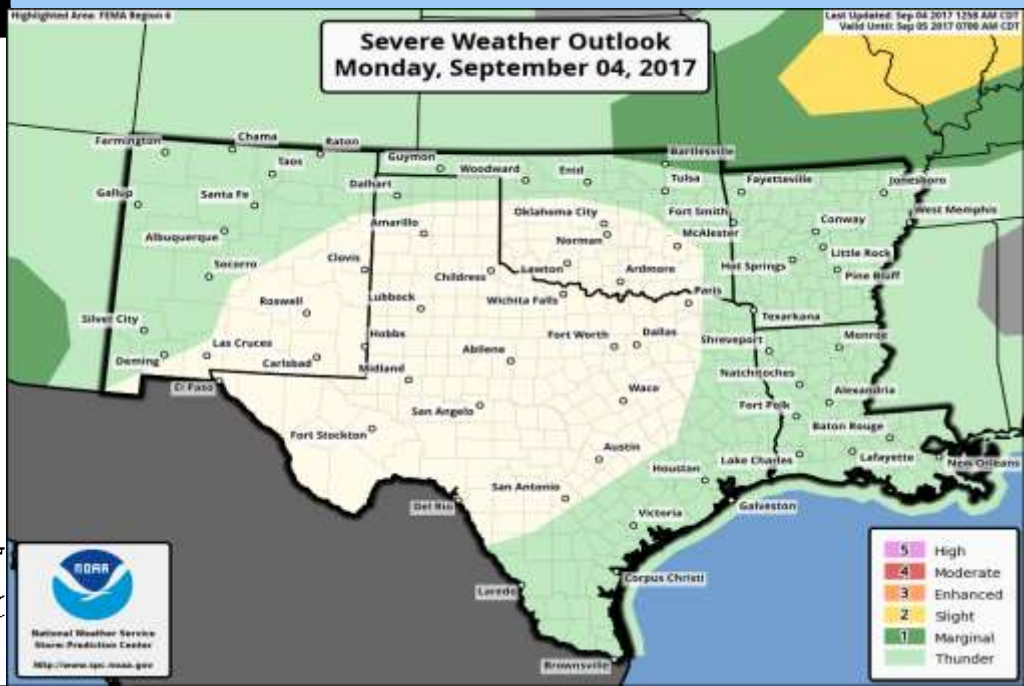 Highlighted Area: FEMA Region 6
Last Updated: Sep 04 2017 1258 AM CDT
Valid Until: Sep 05 2017 0700 AM CDT
Severe Weather Outlook
Monday, September 04, 2017
Farmington
Chama
Raton
Taos
Guymon
Woodward
Enid
Bartlesville
Gallup
Santa Fe
Dalhart
Tulsa
Fayetteville
Jonesboro
Albuquerque
Amarillo
Oklahoma City
Fort Smith
Conway
West Memphis
Norman
McAlester
Socorro
Clovis
Childress
Lawton
Ardmore
Hot Springs
Little Rock
Pine Bluff
Roswell
Lubbock
Wichita Falls
Paris
Texarkana
Silver City
Las Cruces
Hobbs
Fort Worth
Dallas
Shreveport
Monroe
Deming
Carlsbad
Midland
Abilene
Natchitoches
El Paso
Waco
Alexandria
San Angelo
Fort Polk
Fort Stockton
Baton Rouge
Austin
Lake Charles
Lafayette
New Orleans
Houston
San Antonio
Del Rio
Galveston
Victoria
Laredo
Corpus Christi
Brownsville
NOAA
National Weather Service
Storm Prediction Center
http://www.spc.noaa.gov
5 High
4 Moderate
3 Enhanced
2 Slight
1 Marginal
Thunder